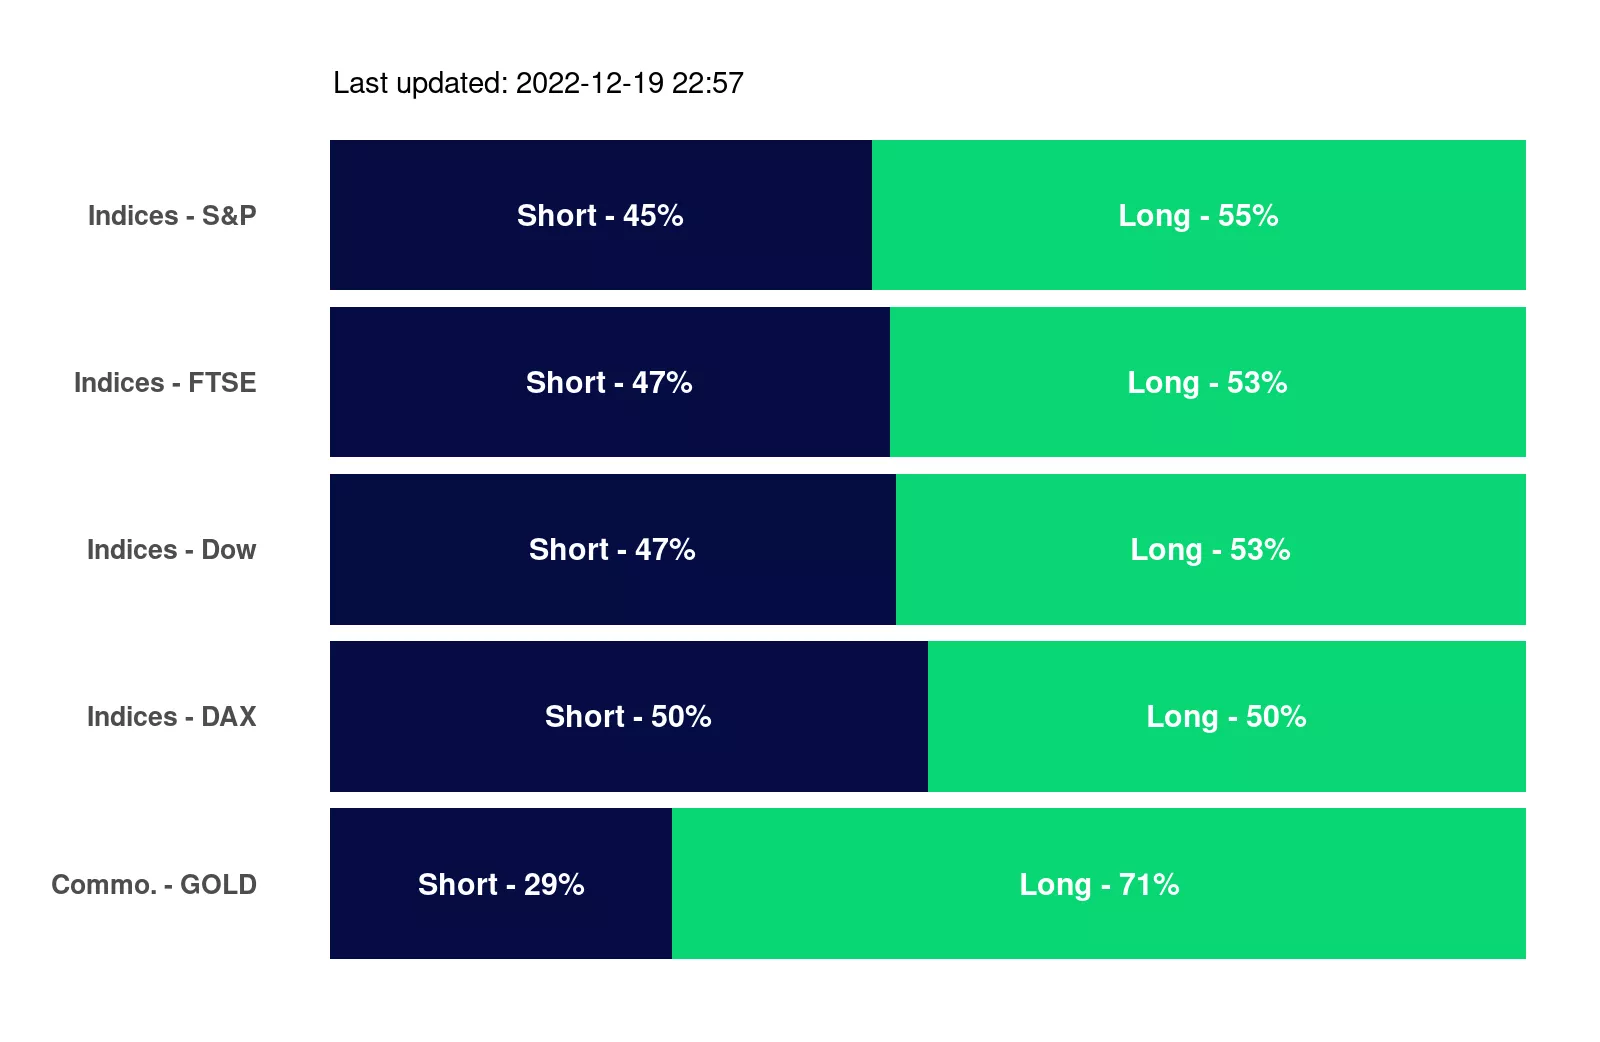 Last updated: 2022-12-19 22:57
Indices - S&P Short - 45% Long - 55%
Indices - FTSE Short - 47% Long - 53%
Indices - Dow Short - 47% Long - 53%
Indices - DAX Short - 50% Long - 50%
Commo. - GOLD Short - 29% Long - 71%